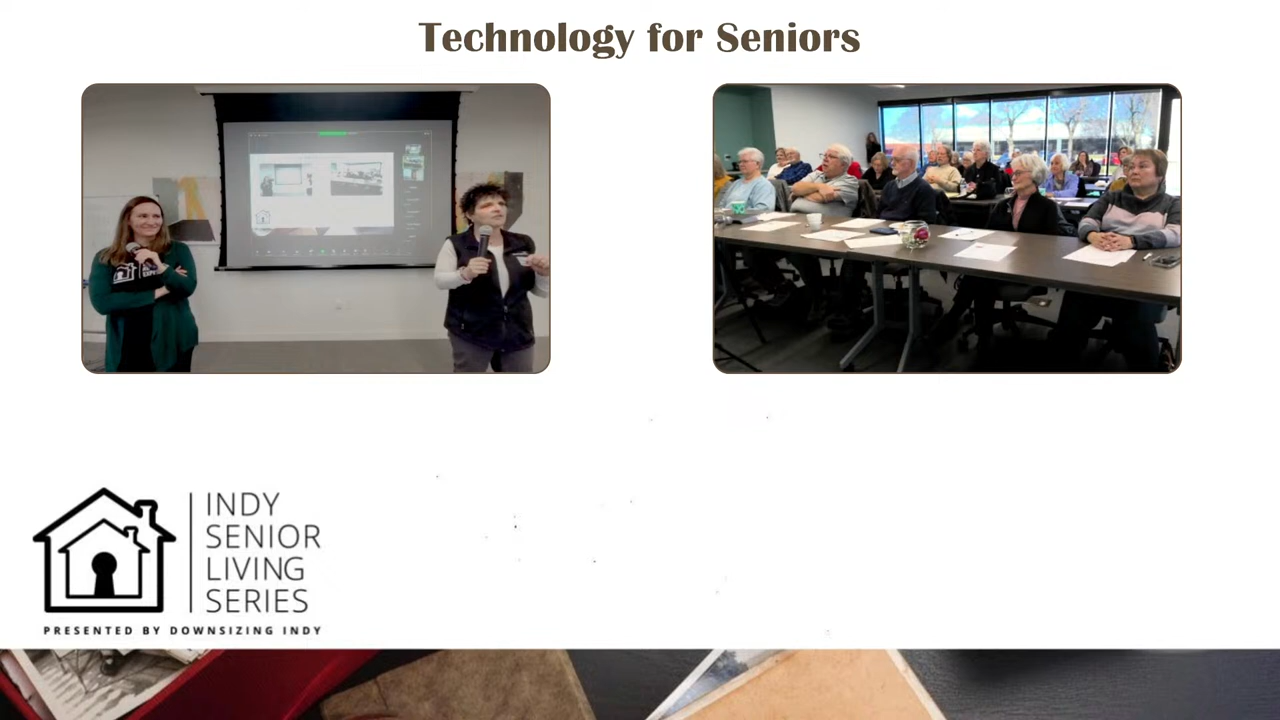 Technology for Seniors
INDY
SENIOR
LIVING
SERIES
PRESENTED BY DOWNSIZING INDY